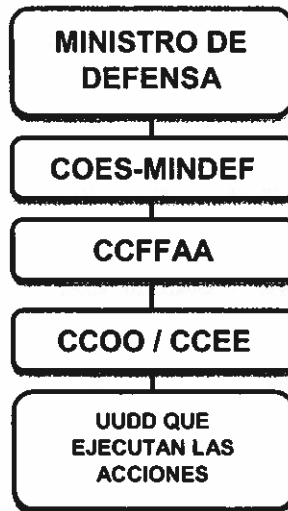 MINISTRO DE
DEFENSA
COES-MINDEF
CCFFAA
CCOO / CCEE
UUDD QUE
EJECUTAN LAS
ACCIONES